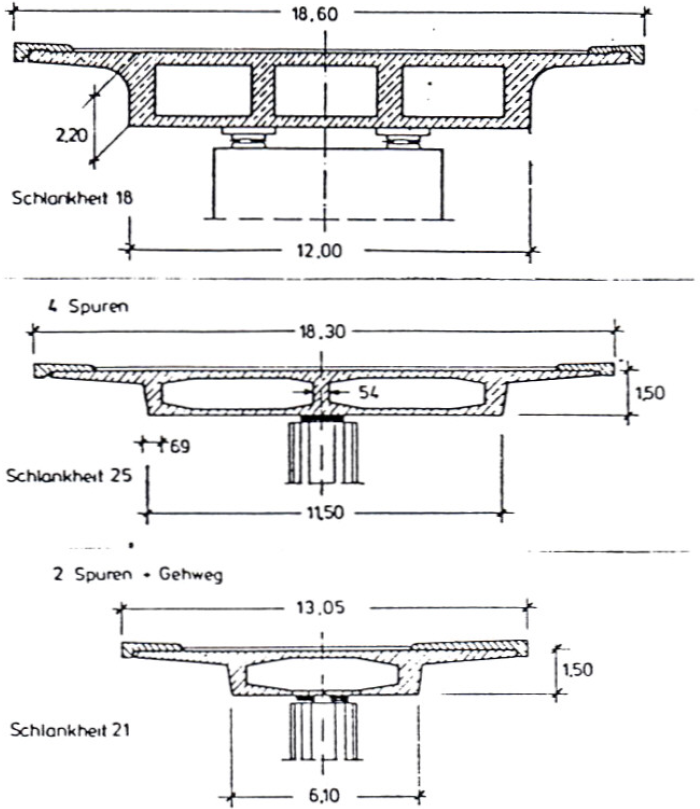 18,60
2,20
Schlankheit 18
12.00
4 Spuren
18,30
54
1,50
69
Schlankheit 25
11,50
2 Spuren + Gehweg
13.05
1,50
Schlankheit 21
6,10